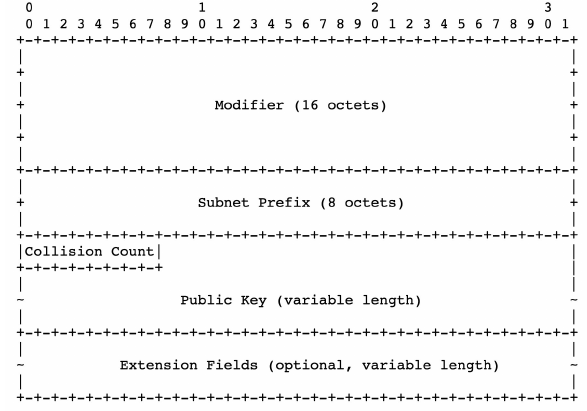 0                   1                   2                   3
0 1 2 3 4 5 6 7 8 9 0 1 2 3 4 5 6 7 8 9 0 1 2 3 4 5 6 7 8 9 0 1
+-+-+-+-+-+-+-+-+-+-+-+-+-+-+-+-+-+-+-+-+-+-+-+-+-+-+-+-+-+-+-+-+
|                                                               |
+                                                               +
|                                                               |
+                      Modifier (16 octets)                     +
|                                                               |
+                                                               +
|                                                               |
+-+-+-+-+-+-+-+-+-+-+-+-+-+-+-+-+-+-+-+-+-+-+-+-+-+-+-+-+-+-+-+-+
|                                                               |
+                    Subnet Prefix (8 octets)                   +
|                                                               |
+-+-+-+-+-+-+-+-+-+-+-+-+-+-+-+-+-+-+-+-+-+-+-+-+-+-+-+-+-+-+-+-+
|Collision Count|                                               |
+-+-+-+-+-+-+-+-+                                               |
|                                                               |
~                  Public Key (variable length)                 ~
|                                                               |
+-+-+-+-+-+-+-+-+-+-+-+-+-+-+-+-+-+-+-+-+-+-+-+-+-+-+-+-+-+-+-+-+
|                                                               |
~           Extension Fields (optional, variable length)        ~
|                                                               |
+-+-+-+-+-+-+-+-+-+-+-+-+-+-+-+-+-+-+-+-+-+-+-+-+-+-+-+-+-+-+-+-+